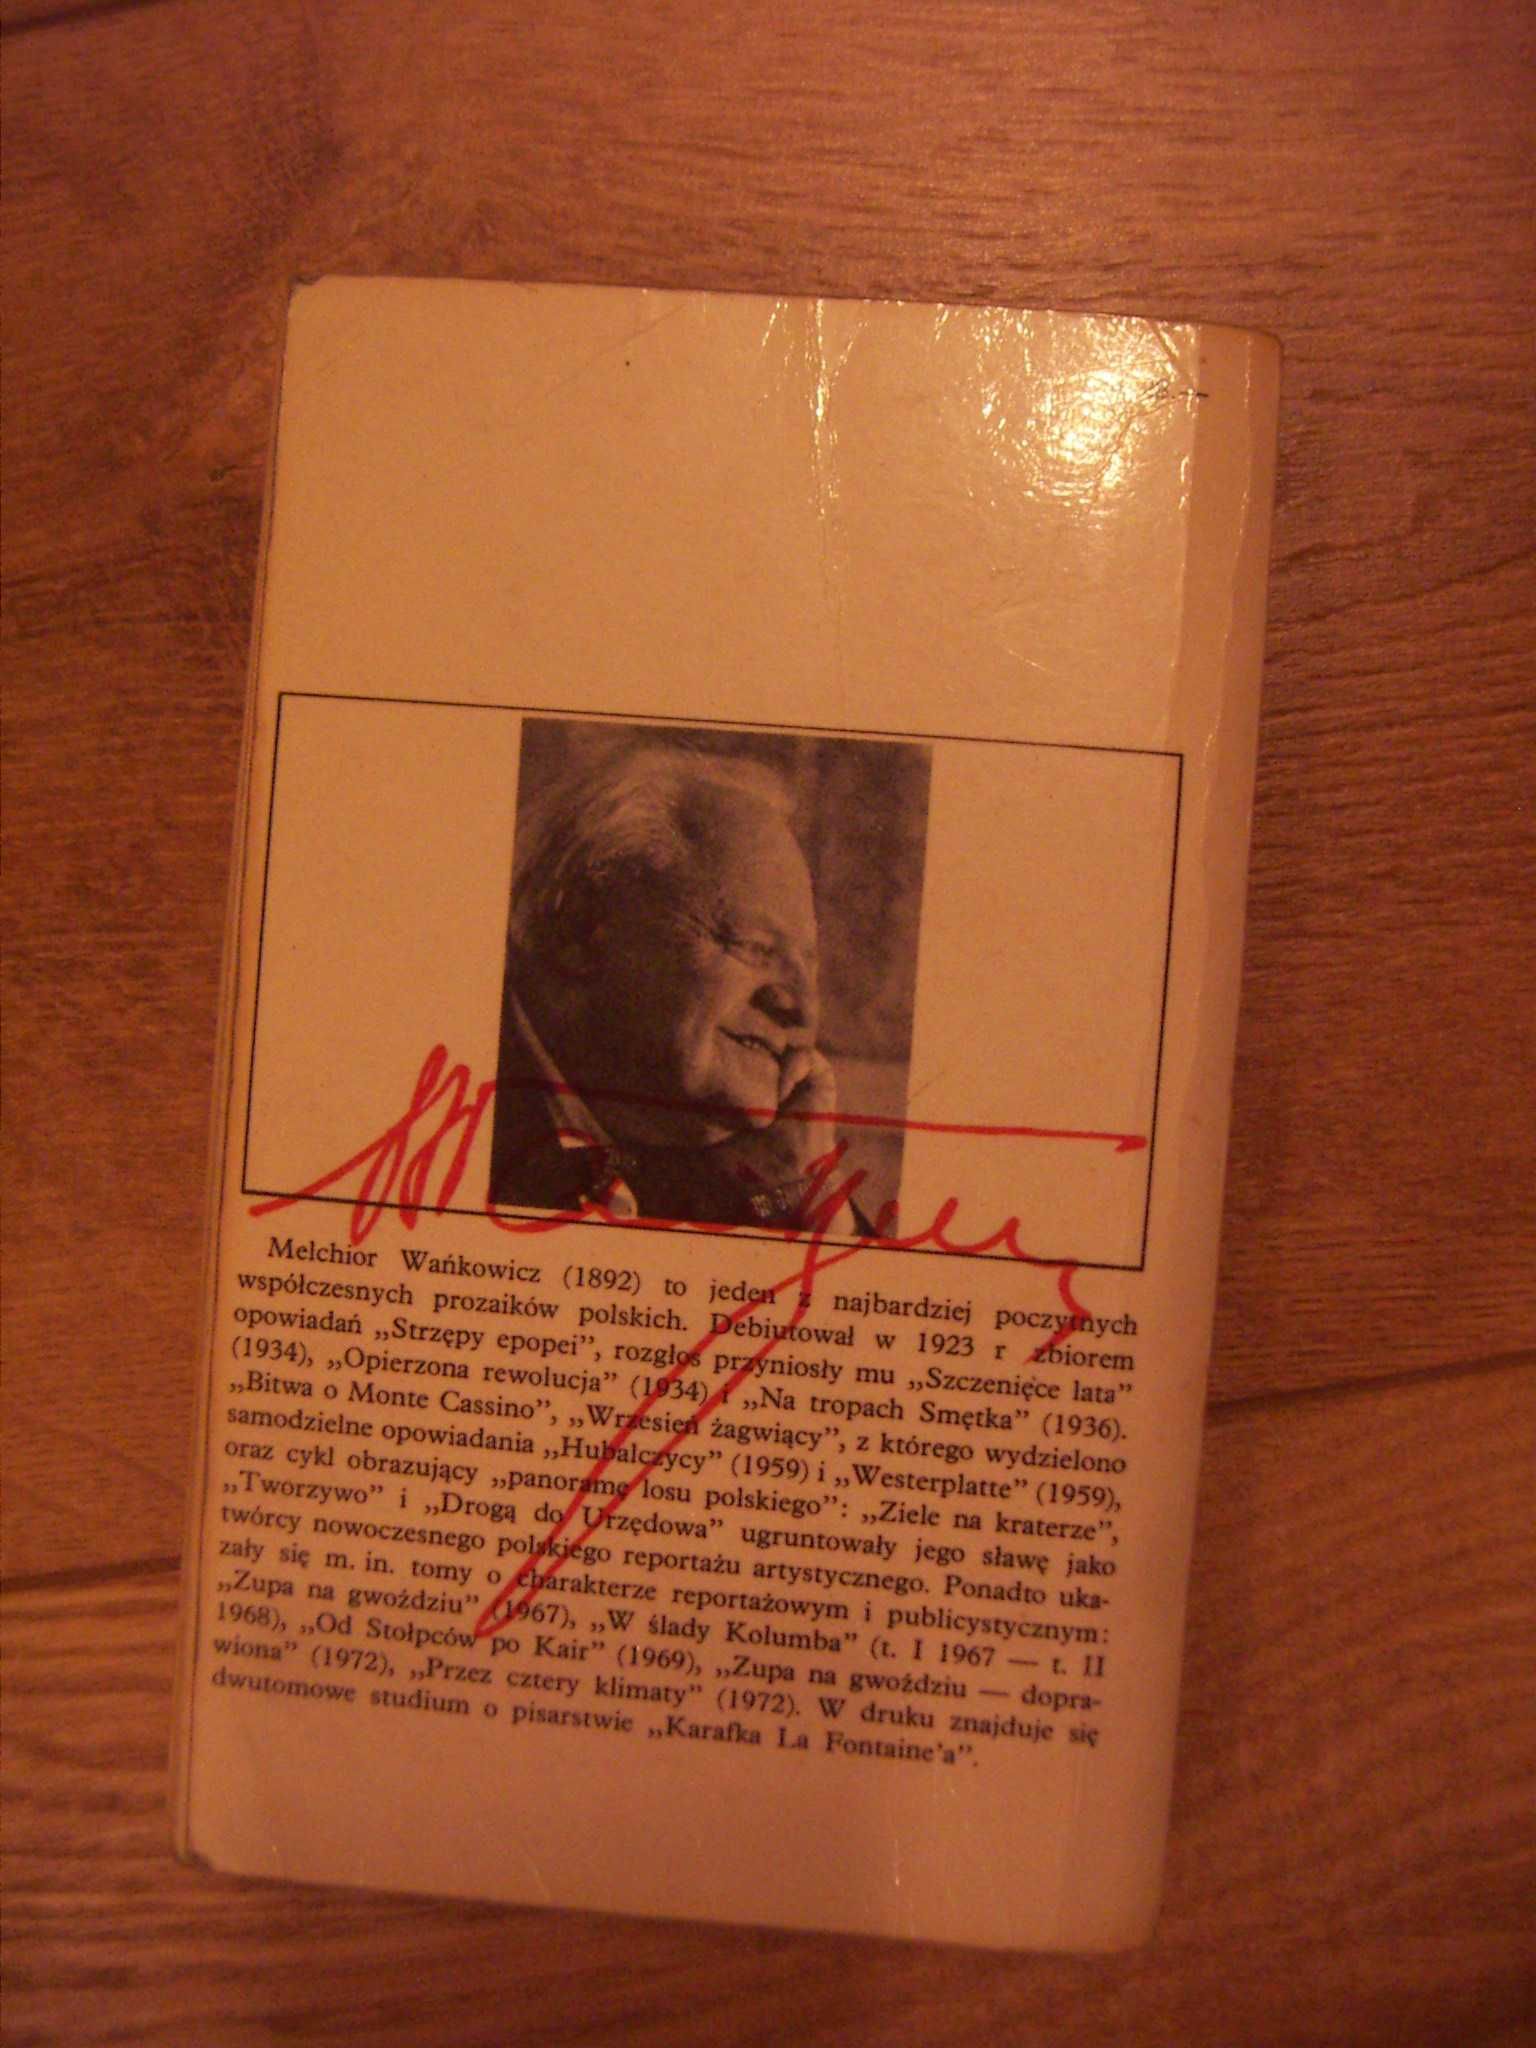 Melchior Wańkowicz (1892) to jeden z najbardziej poczytnych
współczesnych prozaików polskich. Debiutował w 1923 r zbiorem
opowiadań „Strzępy epopei”, rozgłos przyniosły mu „Szczenięce lata”
(1934), „Opierzona rewolucja” (1934) i „Na tropach Smętka” (1936).
„Bitwa o Monte Cassino”, „Wrzesień żagwiący”, z którego wydzielono
samodzielne opowiadania „Hubalczycy” (1959) i „Westerplatte” (1959),
oraz cykl obrazujący „panoramę losu polskiego”: „Ziele na kraterze”,
„Tworzywo” i „Drogą do Urzędowa” ugruntowały jego sławę jako
twórcy nowoczesnego polskiego reportażu artystycznego. Ponadto uka-
zały się m. in. tomy o charakterze reportażowym i publicystycznym:
„Zupa na gwoździu” (1967), „W ślady Kolumba” (t. I 1967 — t. II
1968), „Od Stołpców po Kair” (1969), „Zupa na gwoździu — dopra-
wiona” (1972), „Przez cztery klimaty” (1972). W druku znajduje się
dwutomowe studium o pisarstwie „Karafka La Fontaine'a”.